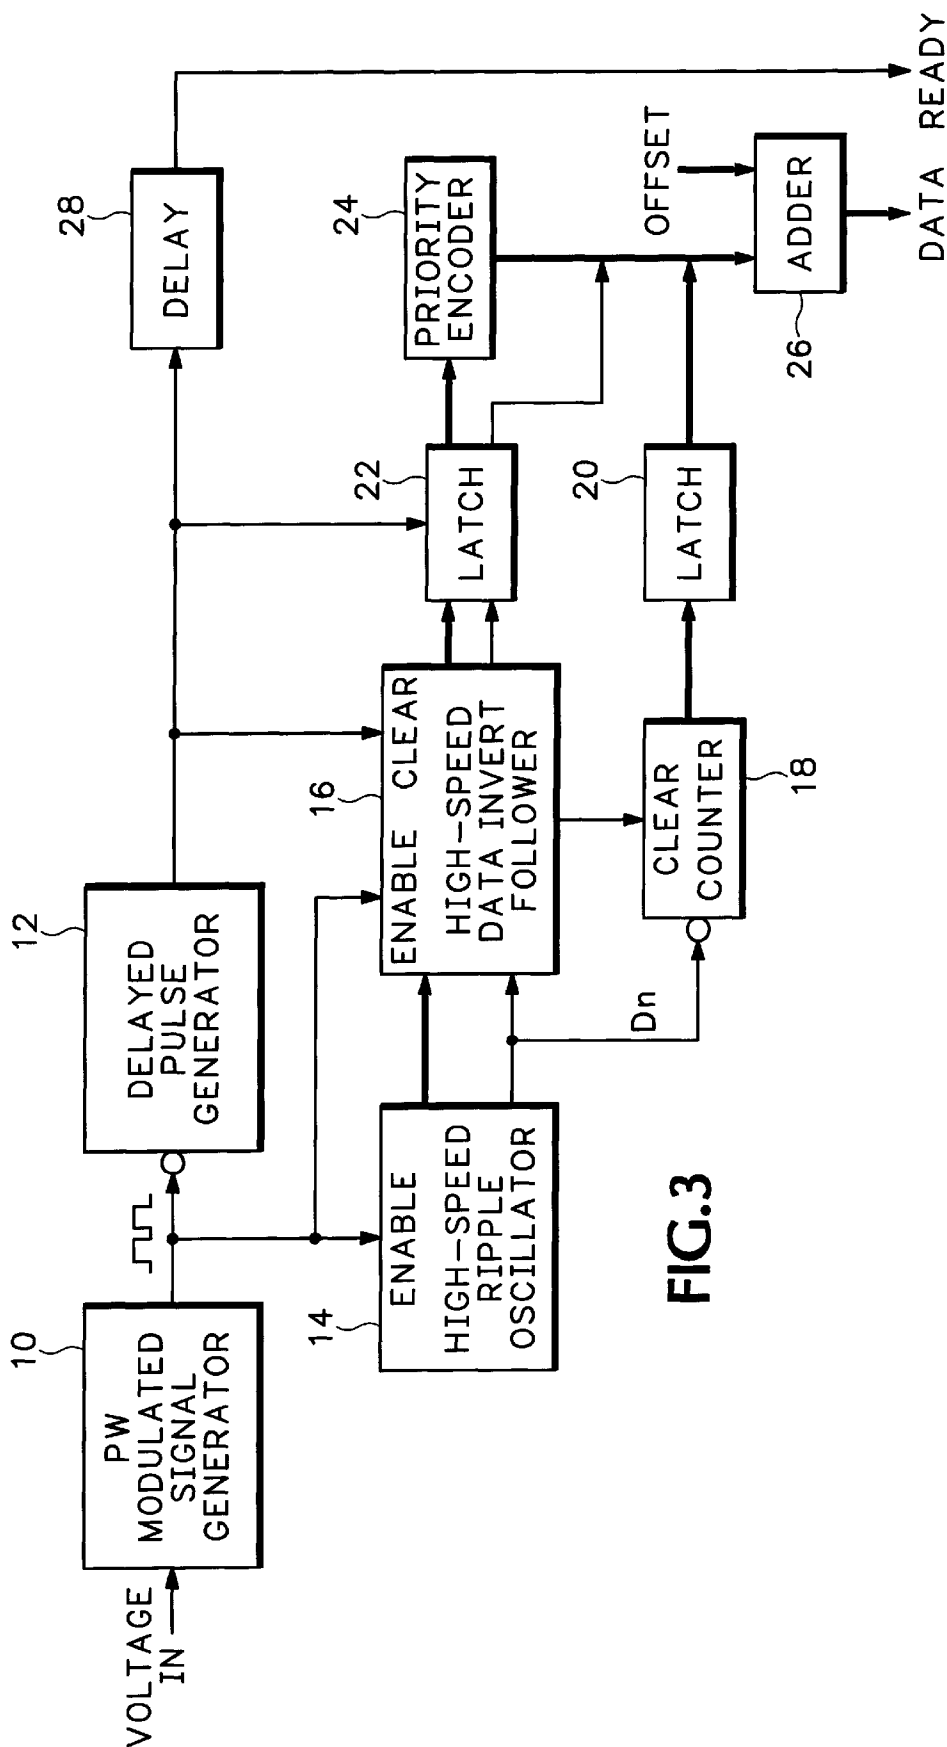 VOLTAGE
IN
10
PW
MODULATED
SIGNAL
GENERATOR
12
DELAYED
PULSE
GENERATOR
28
DELAY
14
ENABLE
HIGH-SPEED
RIPPLE
OSCILLATOR
16
ENABLE CLEAR
HIGH-SPEED
DATA INVERT
FOLLOWER
22
LATCH
24
PRIORITY
ENCODER
Dn
CLEAR
COUNTER
18
20
LATCH
OFFSET
ADDER
26
DATA READY
FIG.3